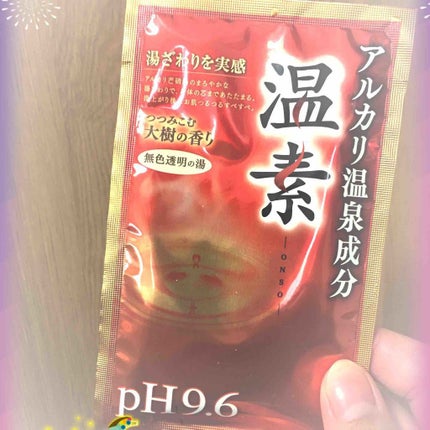 アルカリ温泉成分
温素
ONSO
湯ざわりを実感
つつみこむ
大樹の香り
無色透明の湯
pH9.6